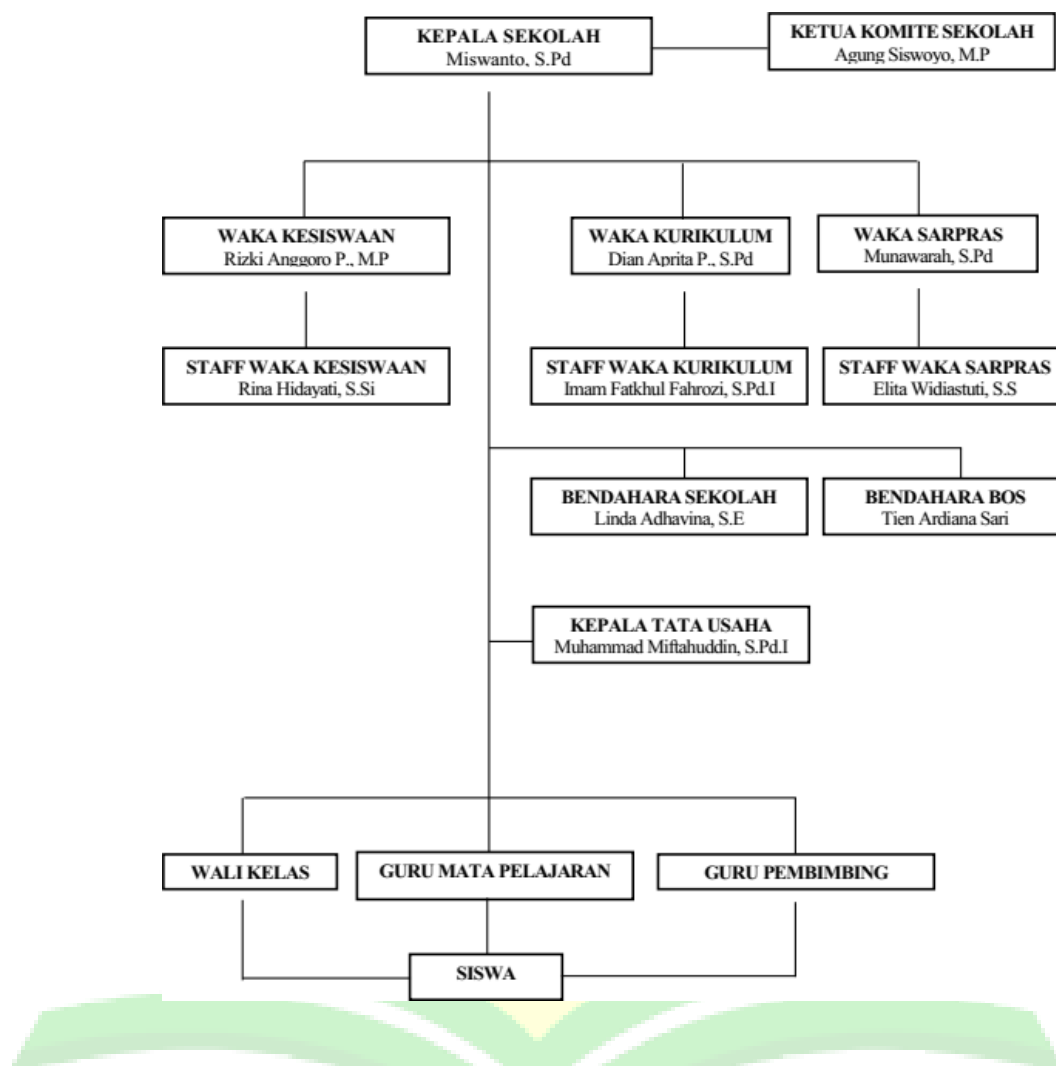 KEPALA SEKOLAH
Miswanto, S.Pd
KETUA KOMITE SEKOLAH
Agung Siswoyo, M.P
WAKA KESISWAAN
Rizki Anggoro P., M.P
WAKA KURIKULUM
Dian Aprita P., S.Pd
WAKA SARPRAS
Munawarah, S.Pd
STAFF WAKA KESISWAAN
Rina Hidayati, S.Si
STAFF WAKA KURIKULUM
Imam Fatkhul Fahrozi, S.Pd.I
STAFF WAKA SARPRAS
Elita Widiastuti, S.S
BENDAHARA SEKOLAH
Linda Adhavina, S.E
BENDAHARA BOS
Tien Ardiana Sari
KEPALA TATA USAHA
Muhammad Miftahuddin, S.Pd.I
WALI KELAS
GURU MATA PELAJARAN
GURU PEMBIMBING
SISWA